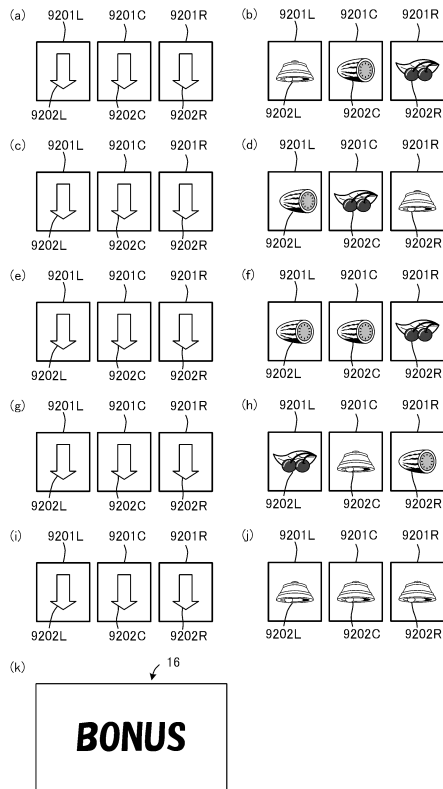 (a) 9201L 9201C 9201R
9202L 9202C 9202R
(b) 9201L 9201C 9201R
9202L 9202C 9202R
(c) 9201L 9201C 9201R
9202L 9202C 9202R
(d) 9201L 9201C 9201R
9202L 9202C 9202R
(e) 9201L 9201C 9201R
9202L 9202C 9202R
(f) 9201L 9201C 9201R
9202L 9202C 9202R
(g) 9201L 9201C 9201R
9202L 9202C 9202R
(h) 9201L 9201C 9201R
9202L 9202C 9202R
(i) 9201L 9201C 9201R
9202L 9202C 9202R
(j) 9201L 9201C 9201R
9202L 9202C 9202R
(k) 16
BONUS